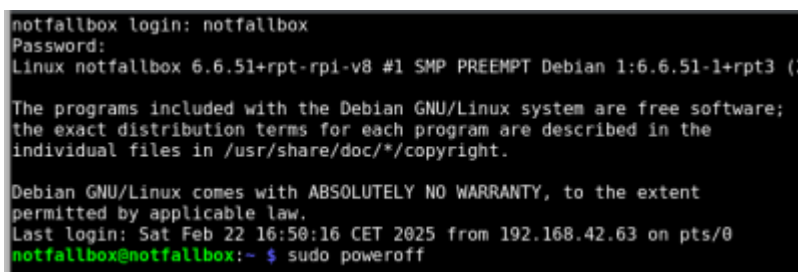 notfallbox login: notfallbox
Password:
Linux notfallbox 6.6.51+rpt-rpi-v8 #1 SMP PREEMPT Debian 1:6.6.51-1+rpt3 (
The programs included with the Debian GNU/Linux system are free software;
the exact distribution terms for each program are described in the
individual files in /usr/share/doc/*/copyright.
Debian GNU/Linux comes with ABSOLUTELY NO WARRANTY, to the extent
permitted by applicable law.
Last login: Sat Feb 22 16:50:16 CET 2025 from 192.168.42.63 on pts/0
notfallbox@notfallbox:~ $ sudo poweroff